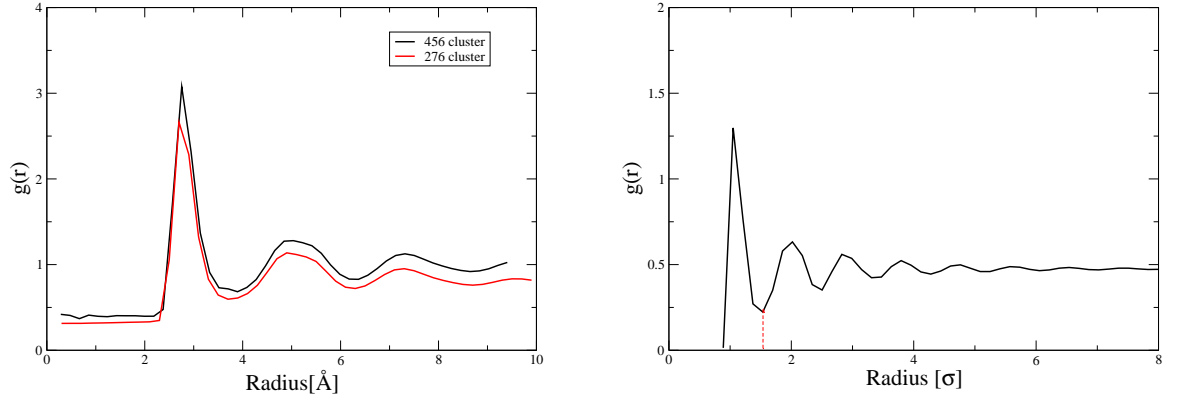 4
3
2
1
0
g(r)
456 cluster
276 cluster
0 2 4 6 8 10
Radius[Å]
2
1.5
1
0.5
0
g(r)
0 2 4 6 8
Radius [σ]